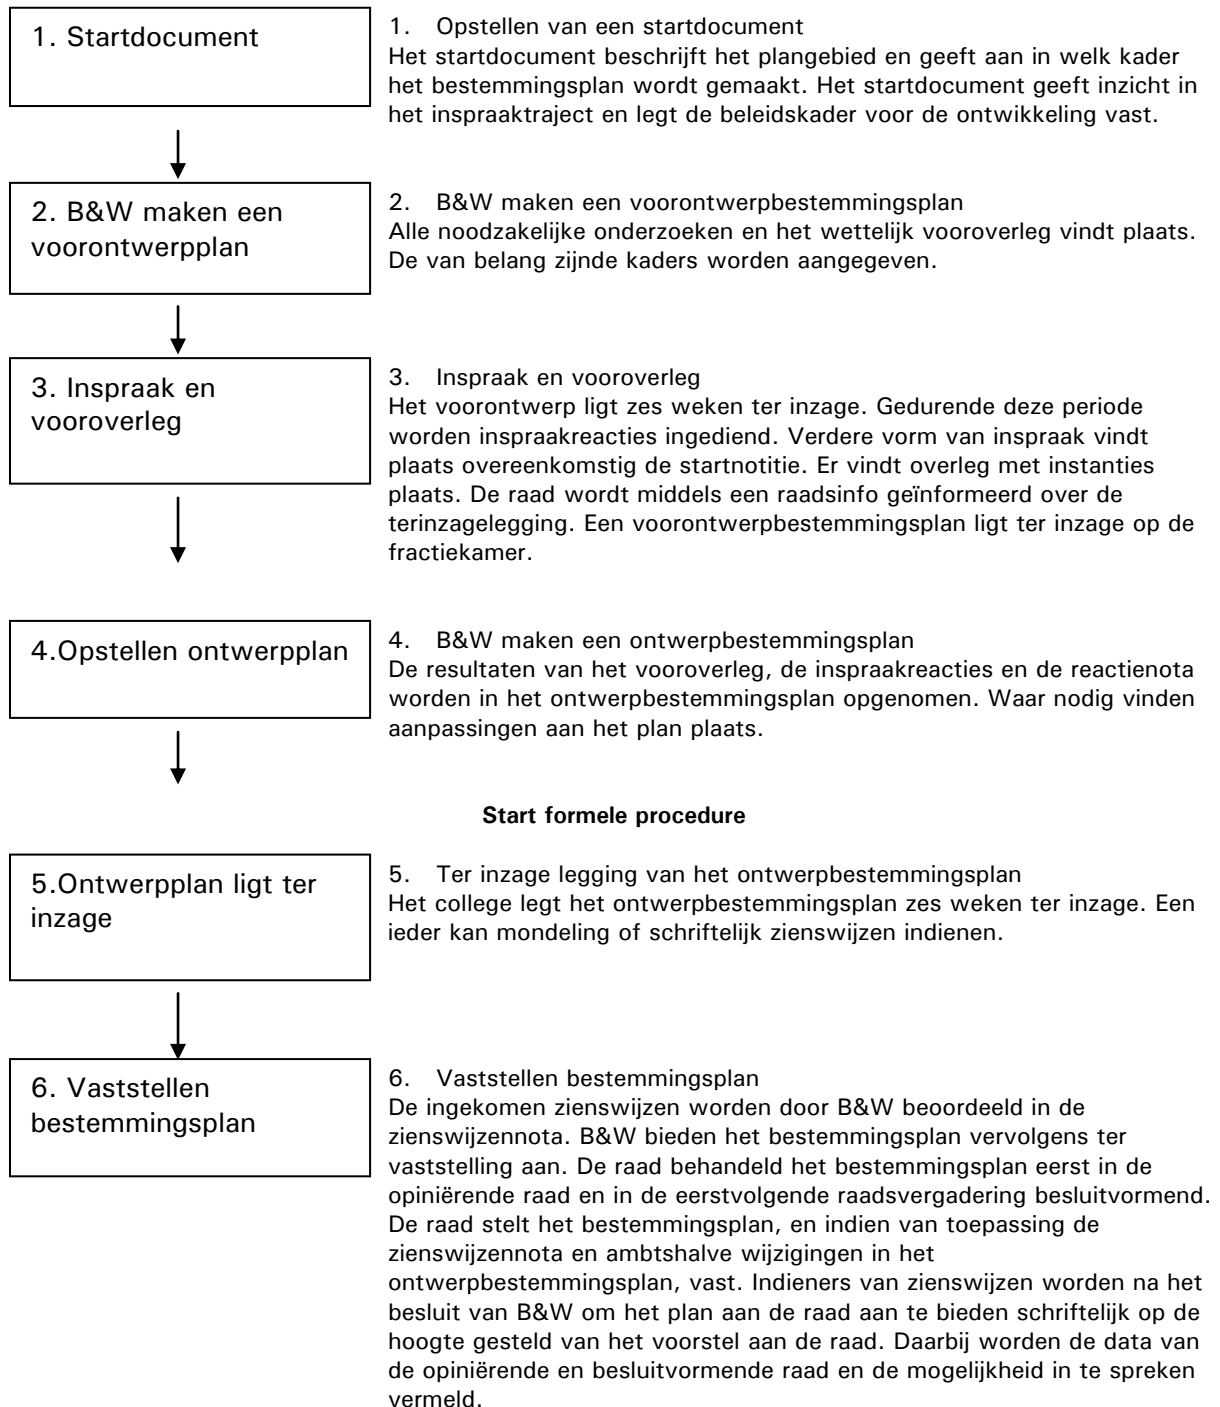 1. Startdocument
1. Opstellen van een startdocument
Het startdocument beschrijft het plangebied en geeft aan in welk kader
het bestemmingsplan wordt gemaakt. Het startdocument geeft inzicht in
het inspraaktraject en legt de beleidskader voor de ontwikkeling vast.
2. B&W maken een
voorontwerpplan
2. B&W maken een voorontwerpbestemmingsplan
Alle noodzakelijke onderzoeken en het wettelijk vooroverleg vindt plaats.
De van belang zijnde kaders worden aangegeven.
3. Inspraak en
vooroverleg
3. Inspraak en vooroverleg
Het voorontwerp ligt zes weken ter inzage. Gedurende deze periode
worden inspraakreacties ingediend. Verdere vorm van inspraak vindt
plaats overeenkomstig de startnotitie. Er vindt overleg met instanties
plaats. De raad wordt middels een raadsinfo geïnformeerd over de
terinzagelegging. Een voorontwerpbestemmingsplan ligt ter inzage op de
fractiekamer.
4.Opstellen ontwerpplan
4. B&W maken een ontwerpbestemmingsplan
De resultaten van het vooroverleg, de inspraakreacties en de reactienota
worden in het ontwerpbestemmingsplan opgenomen. Waar nodig vinden
aanpassingen aan het plan plaats.
Start formele procedure
5.Ontwerpplan ligt ter
inzage
5. Ter inzage legging van het ontwerpbestemmingsplan
Het college legt het ontwerpbestemmingsplan zes weken ter inzage. Een
ieder kan mondeling of schriftelijk zienswijzen indienen.
6. Vaststellen
bestemmingsplan
6. Vaststellen bestemmingsplan
De ingekomen zienswijzen worden door B&W beoordeeld in de
zienswijzennota. B&W bieden het bestemmingsplan vervolgens ter
vaststelling aan. De raad behandeld het bestemmingsplan eerst in de
opiniërende raad en in de eerstvolgende raadsvergadering besluitvormend.
De raad stelt het bestemmingsplan, en indien van toepassing de
zienswijzennota en ambtshalve wijzigingen in het
ontwerpbestemmingsplan, vast. Indieners van zienswijzen worden na het
besluit van B&W om het plan aan de raad aan te bieden schriftelijk op de
hoogte gesteld van het voorstel aan de raad. Daarbij worden de data van
de opiniërende en besluitvormende raad en de mogelijkheid in te spreken
vermeld.